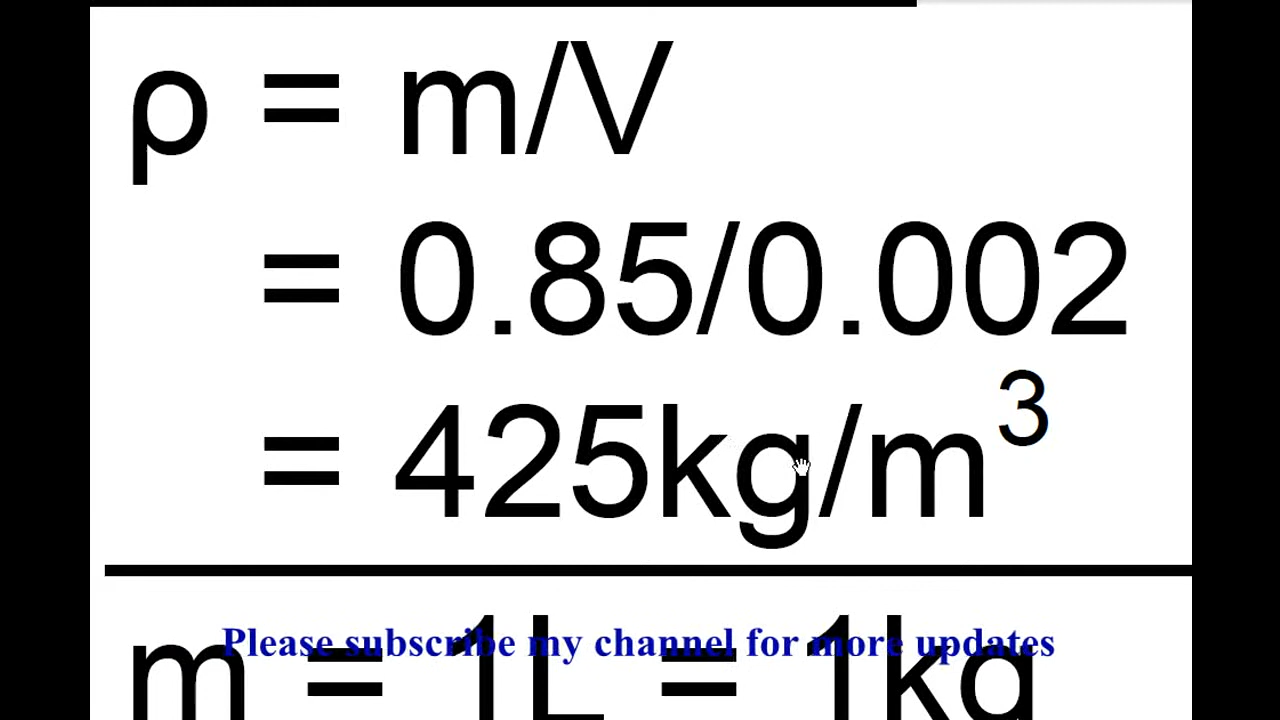 ρ = m/V
= 0.85/0.002
= 425kg/m³
Please subscribe my channel for more updates
m = 1L = 1kg